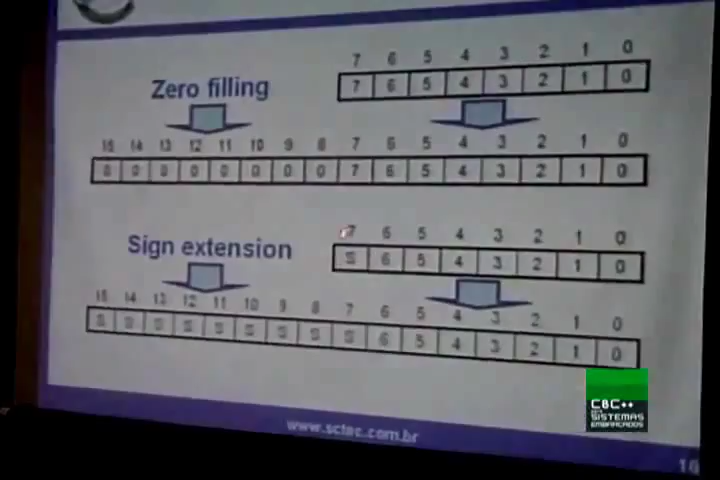 7 6 5 4 3 2 1 0
Zero filling
7 6 5 4 3 2 1 0
15 14 13 12 11 10 9 8 7 6 5 4 3 2 1 0
0 0 0 0 0 0 0 0 7 6 5 4 3 2 1 0
7 6 5 4 3 2 1 0
Sign extension
S 6 5 4 3 2 1 0
15 14 13 12 11 10 9 8 7 6 5 4 3 2 1 0
S S S S S S S S S 6 5 4 3 2 1 0
C&C++
SISTEMAS
EMBARCADOS
www.sctec.com.br